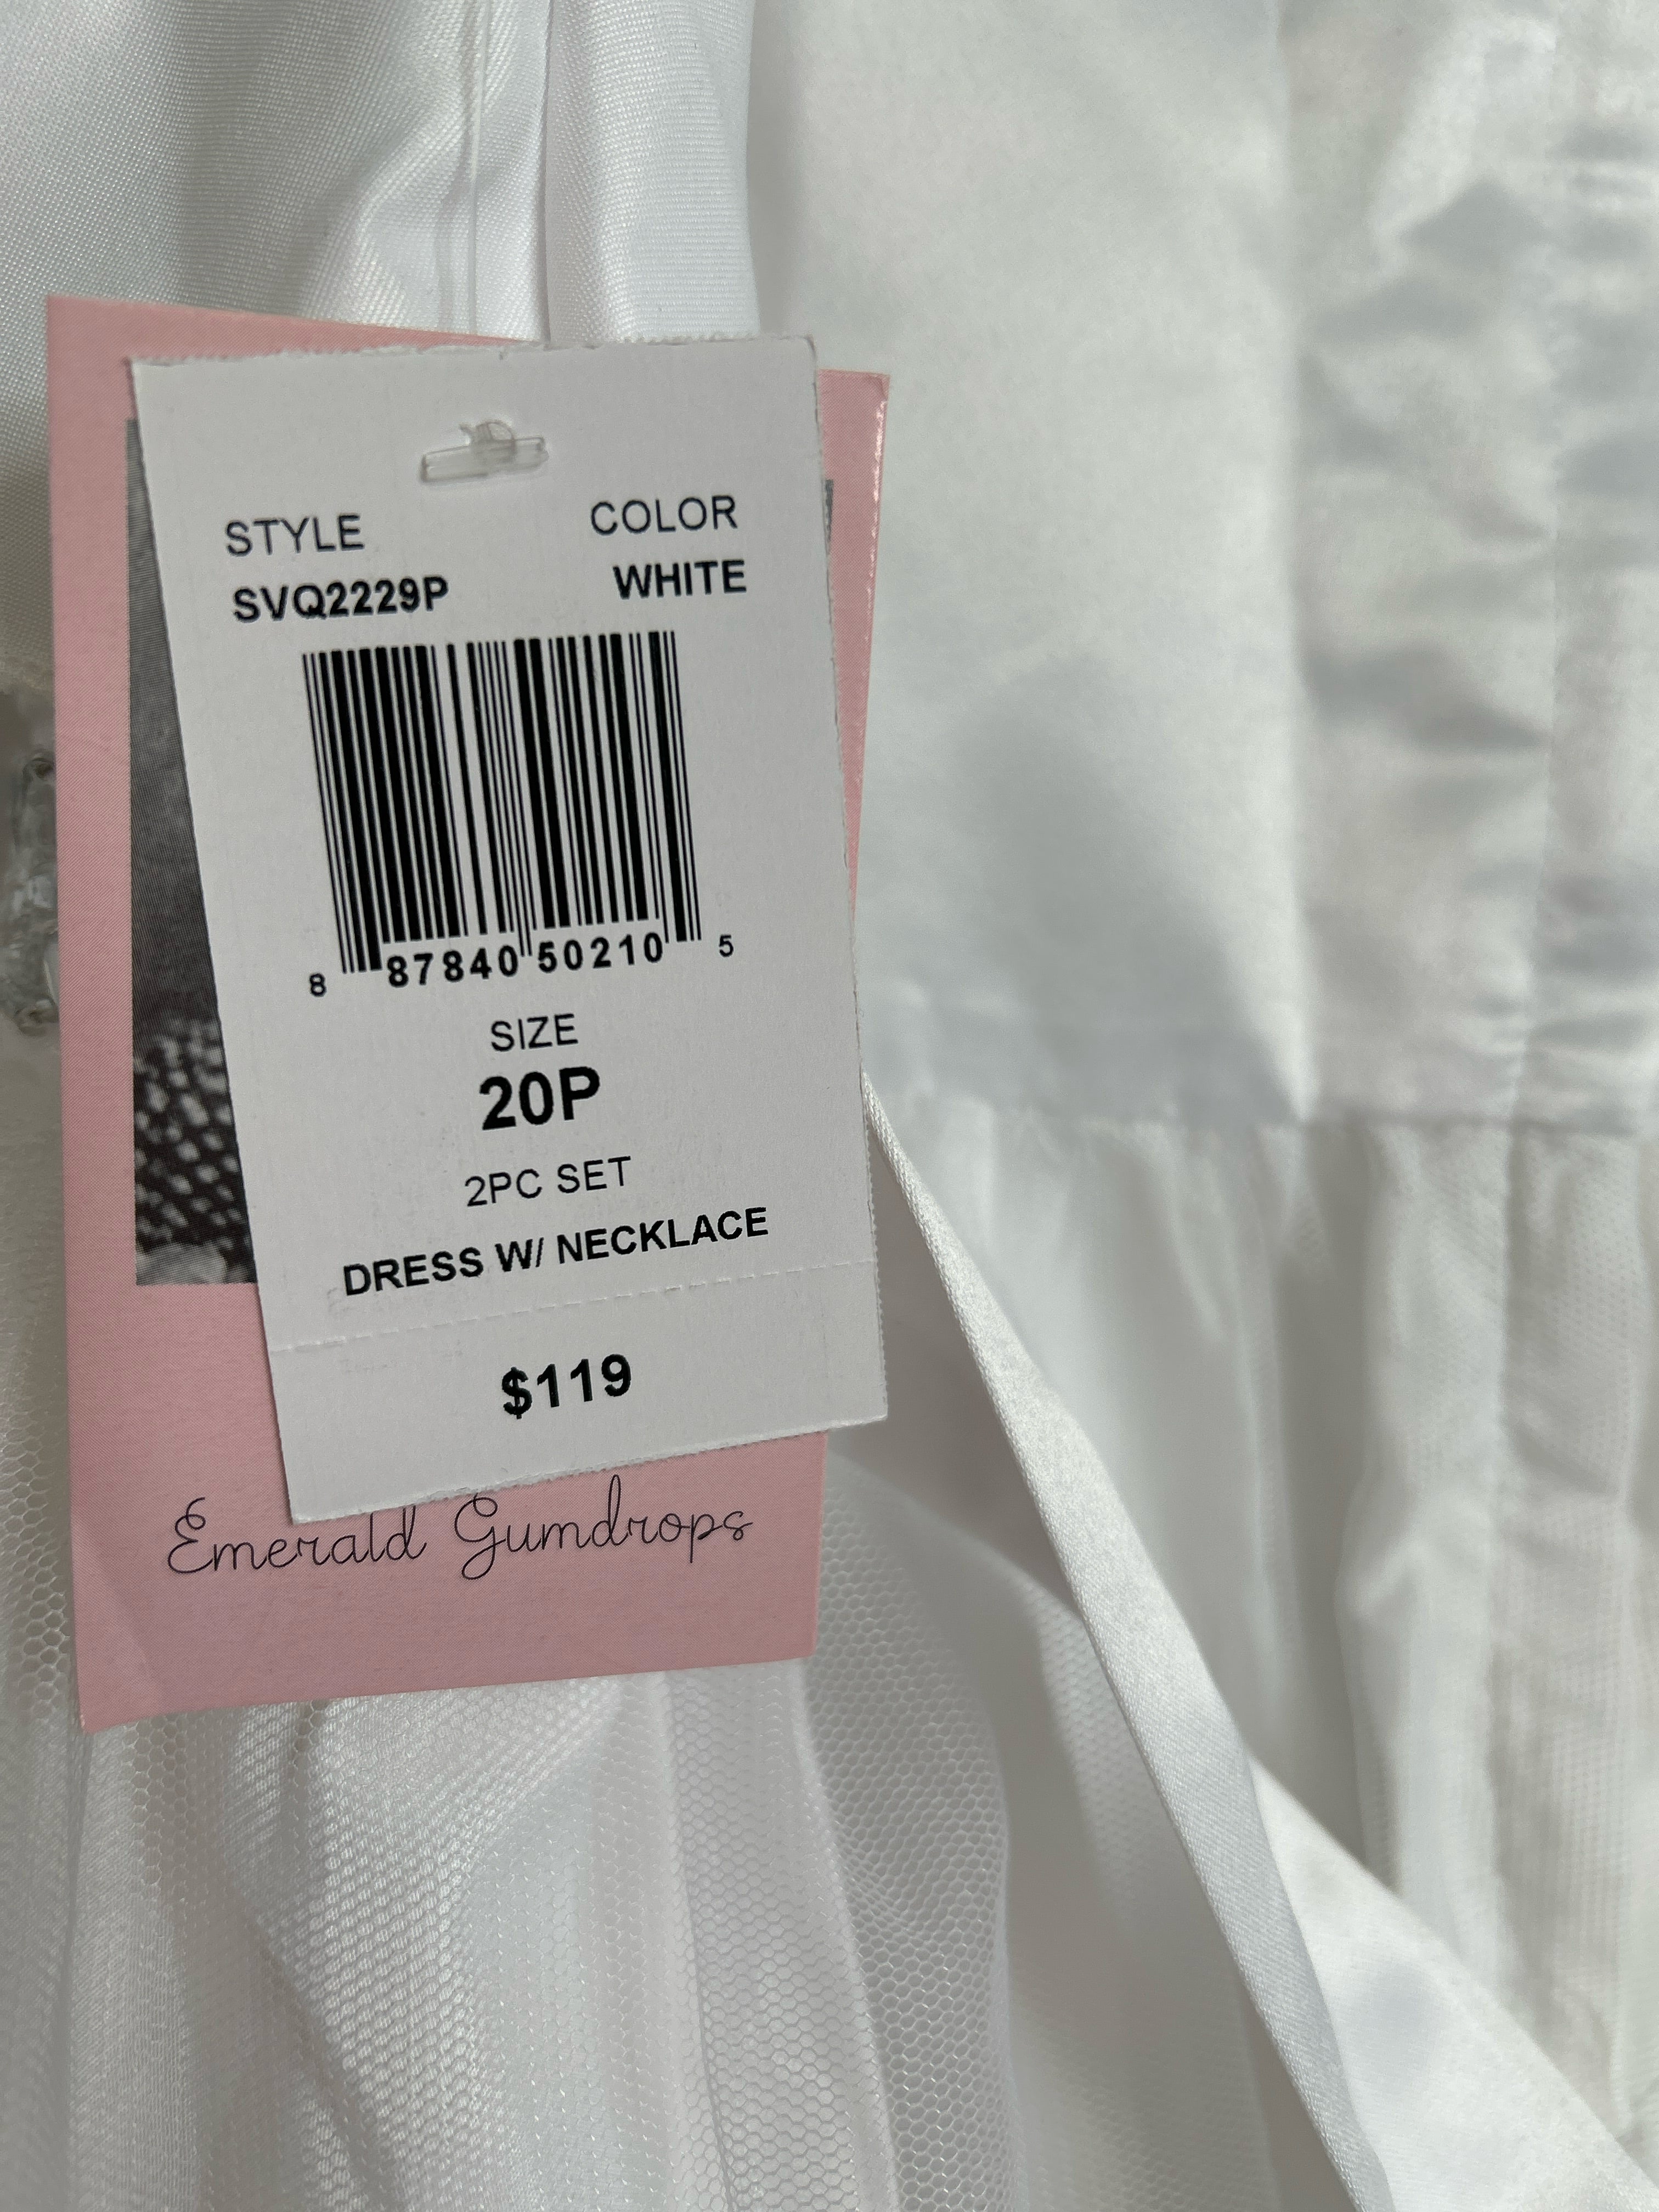 STYLE COLOR
SVQ2229P WHITE
8 87840 50210 5
SIZE
20P
2PC SET
DRESS W/ NECKLACE
$119
Emerald Gumdrops